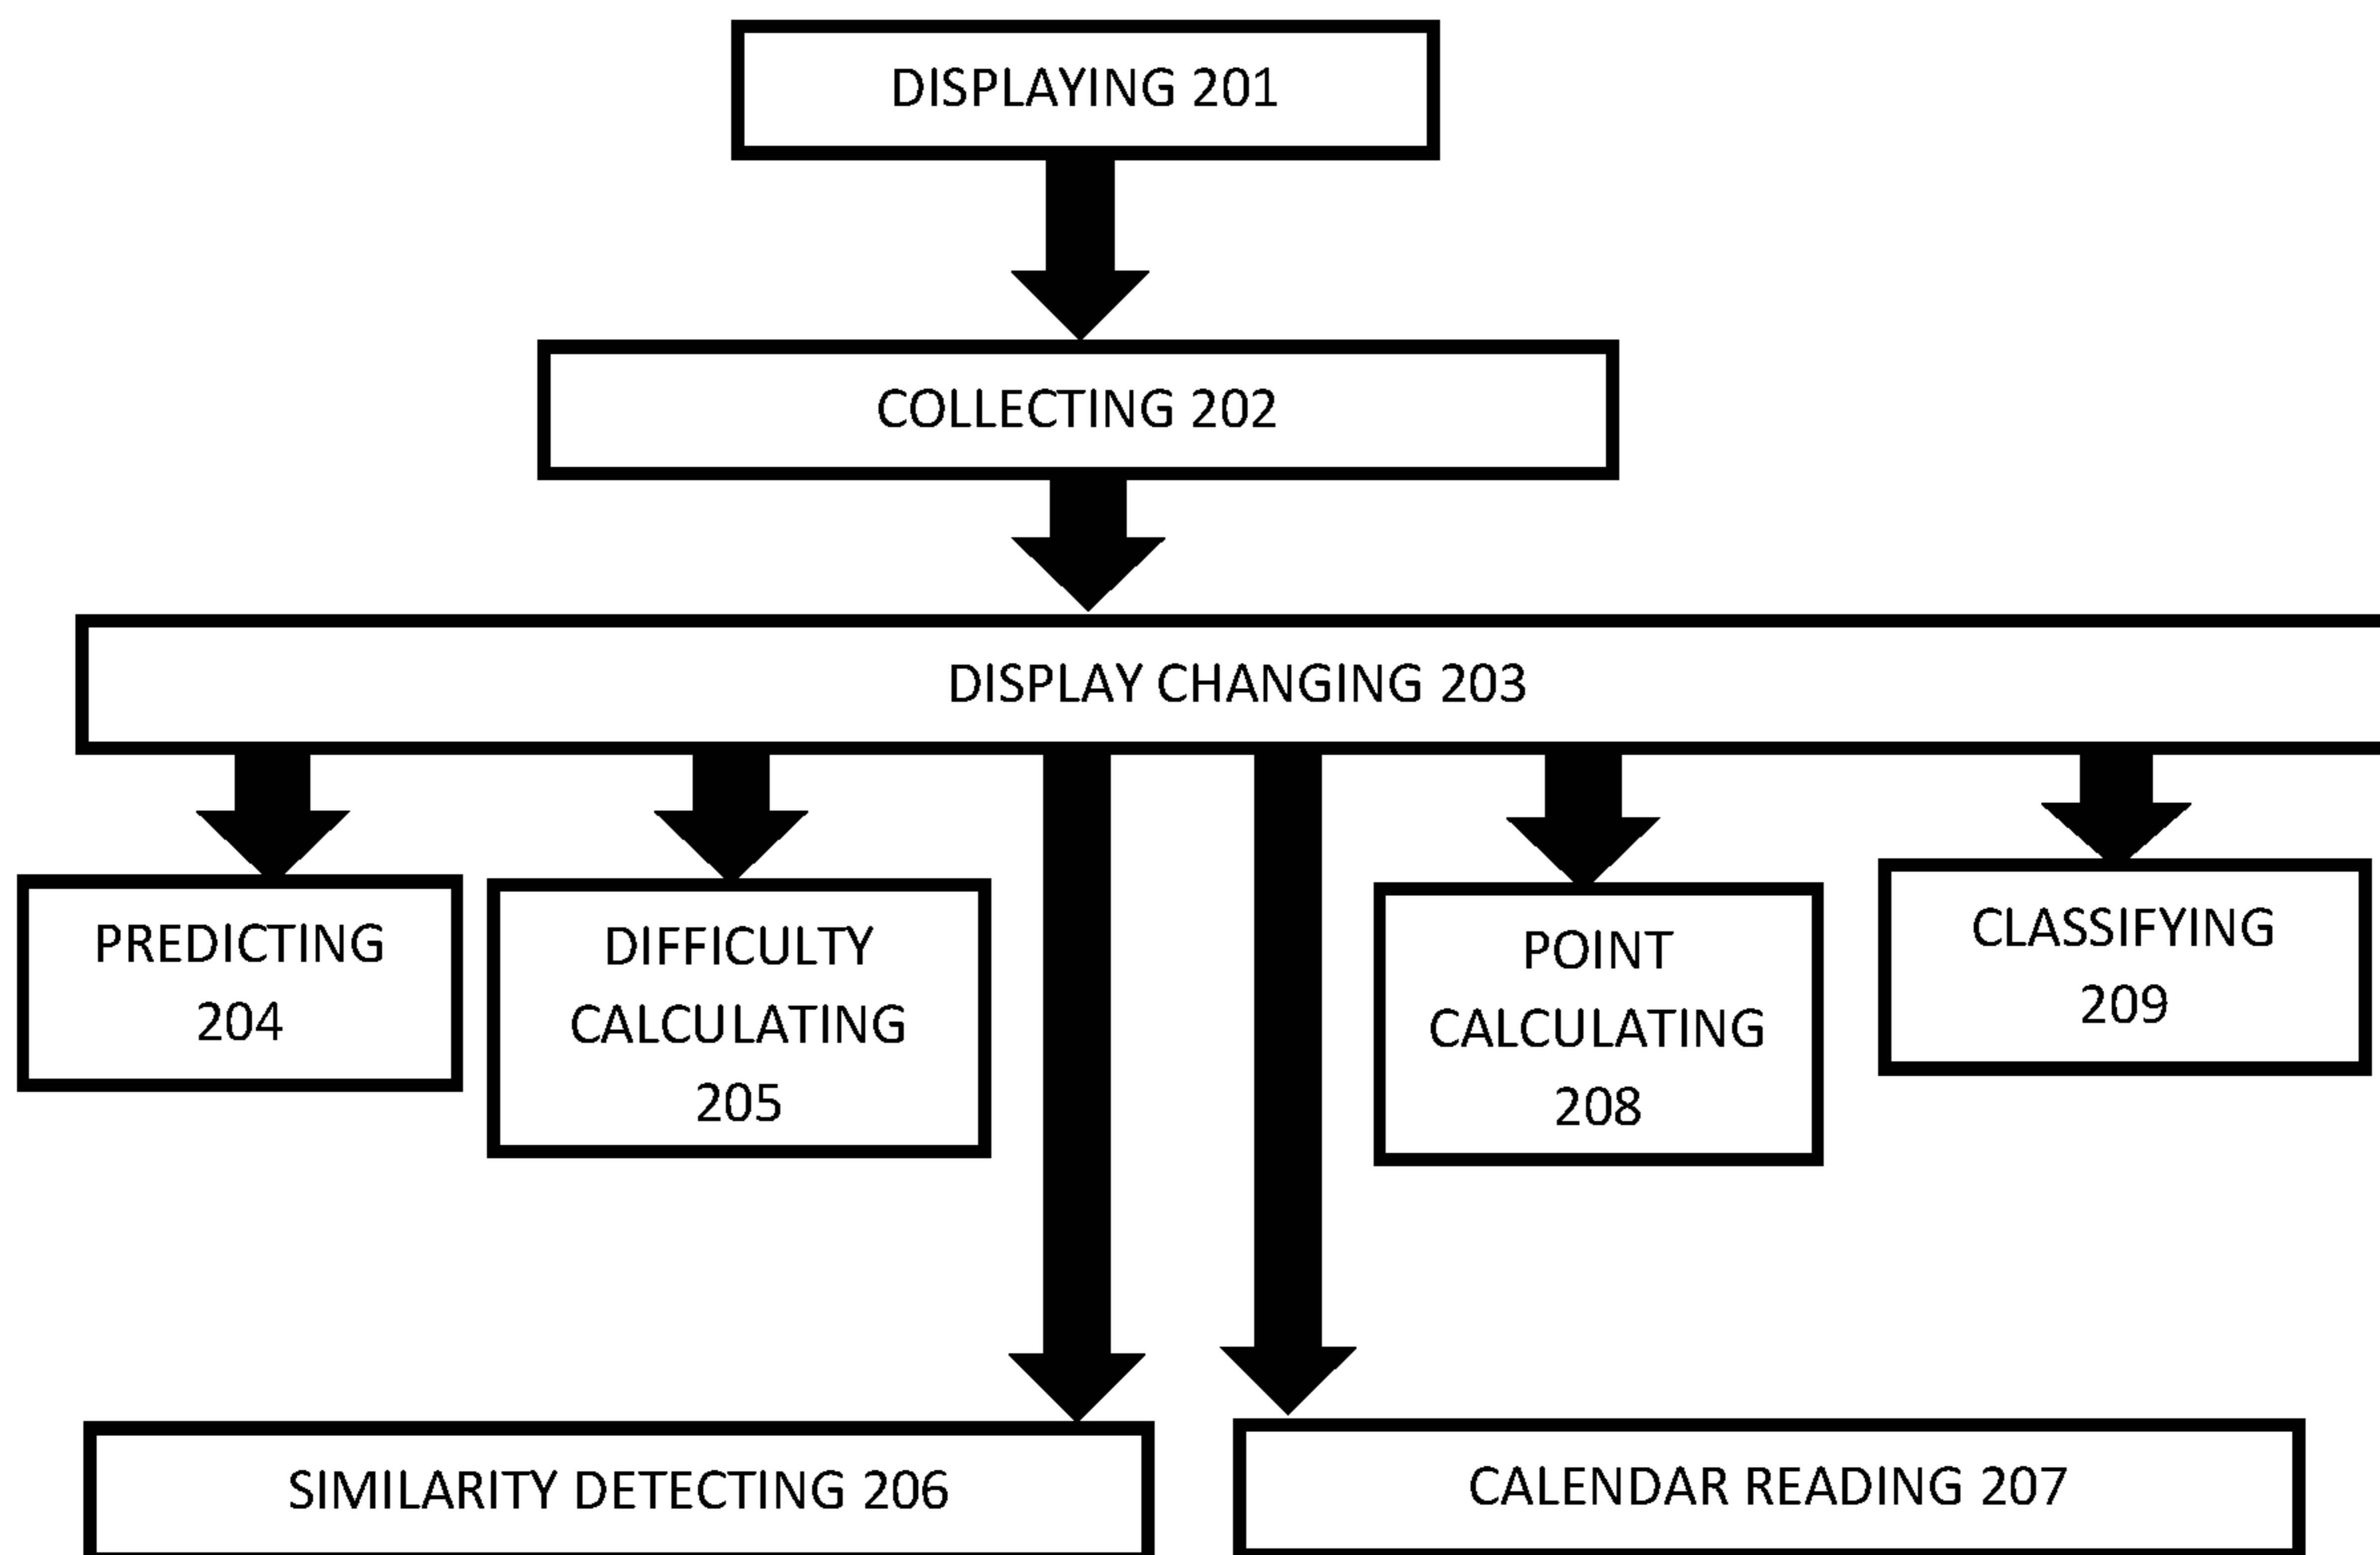 DISPLAYING 201
COLLECTING 202
DISPLAY CHANGING 203
PREDICTING
204
DIFFICULTY
CALCULATING
205
POINT
CALCULATING
208
CLASSIFYING
209
SIMILARITY DETECTING 206
CALENDAR READING 207